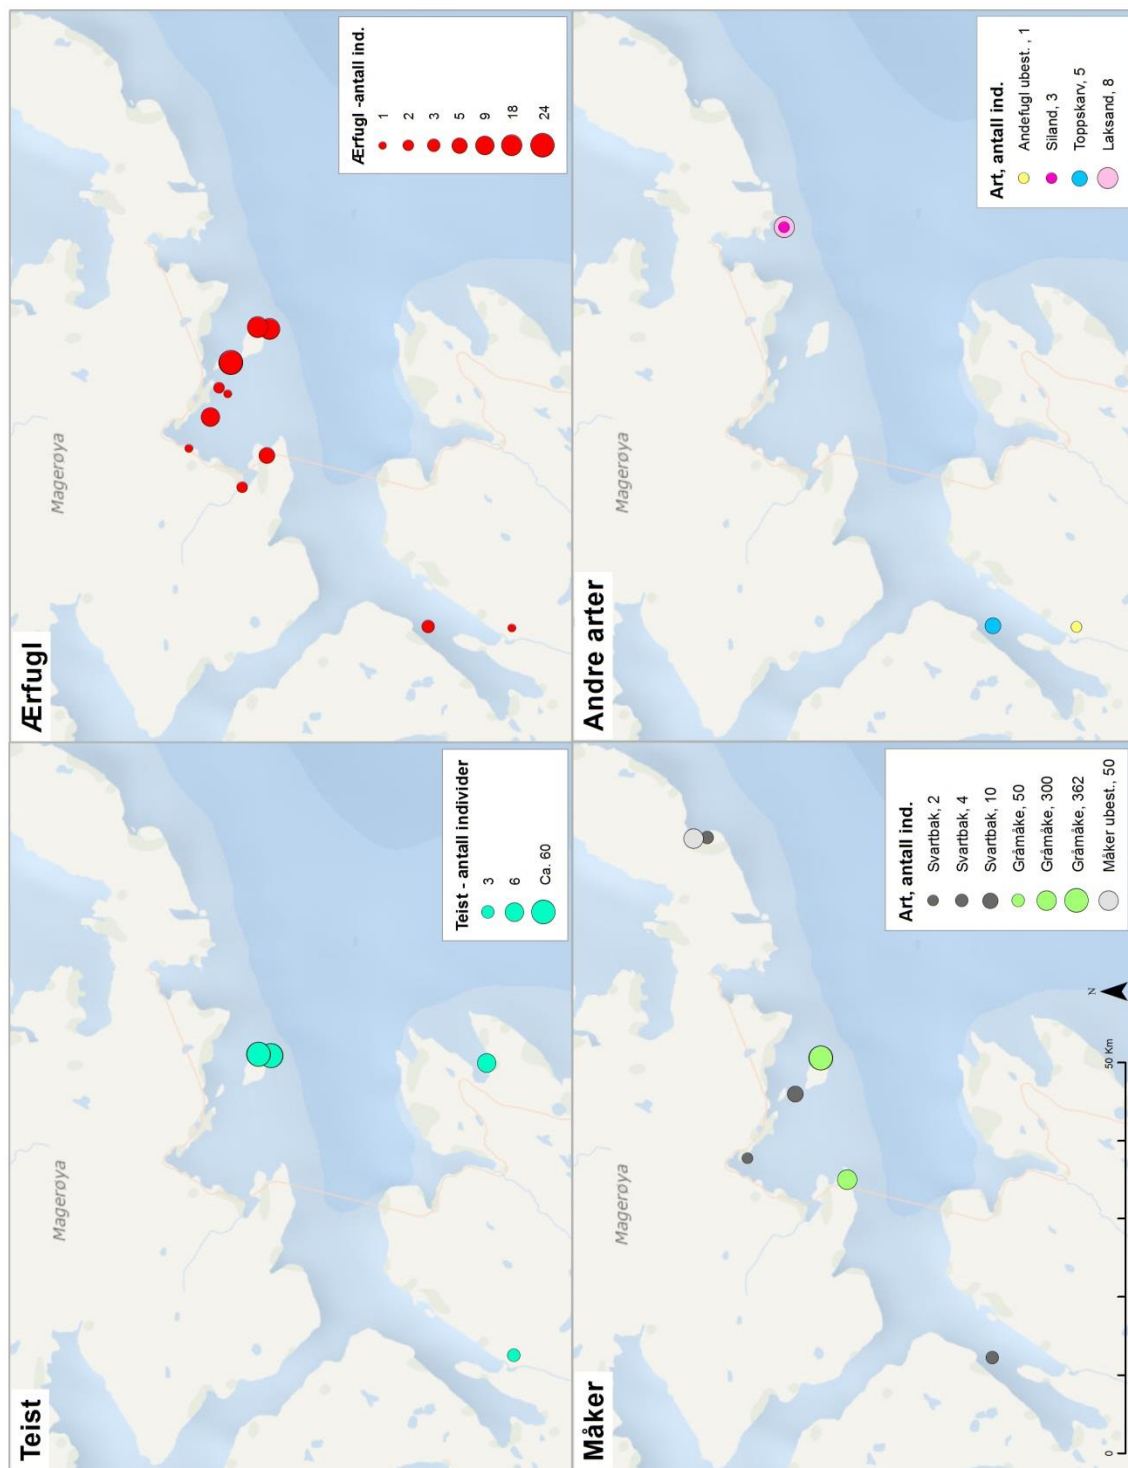 Teist
Magerøya
Teist - antall individer
3
6
Ca. 60
Ærfugl
Magerøya
Ærfugl -antall ind.
1
2
3
5
9
18
24
Måker
Magerøya
Art, antall ind.
Svartbak, 2
Svartbak, 4
Svartbak, 10
Gråmåke, 50
Gråmåke, 300
Gråmåke, 362
Måker ubest., 50
0
50 Km
N
Andre arter
Magerøya
Art, antall ind.
Andefugl ubest. , 1
Siland, 3
Toppskarv, 5
Laksand, 8